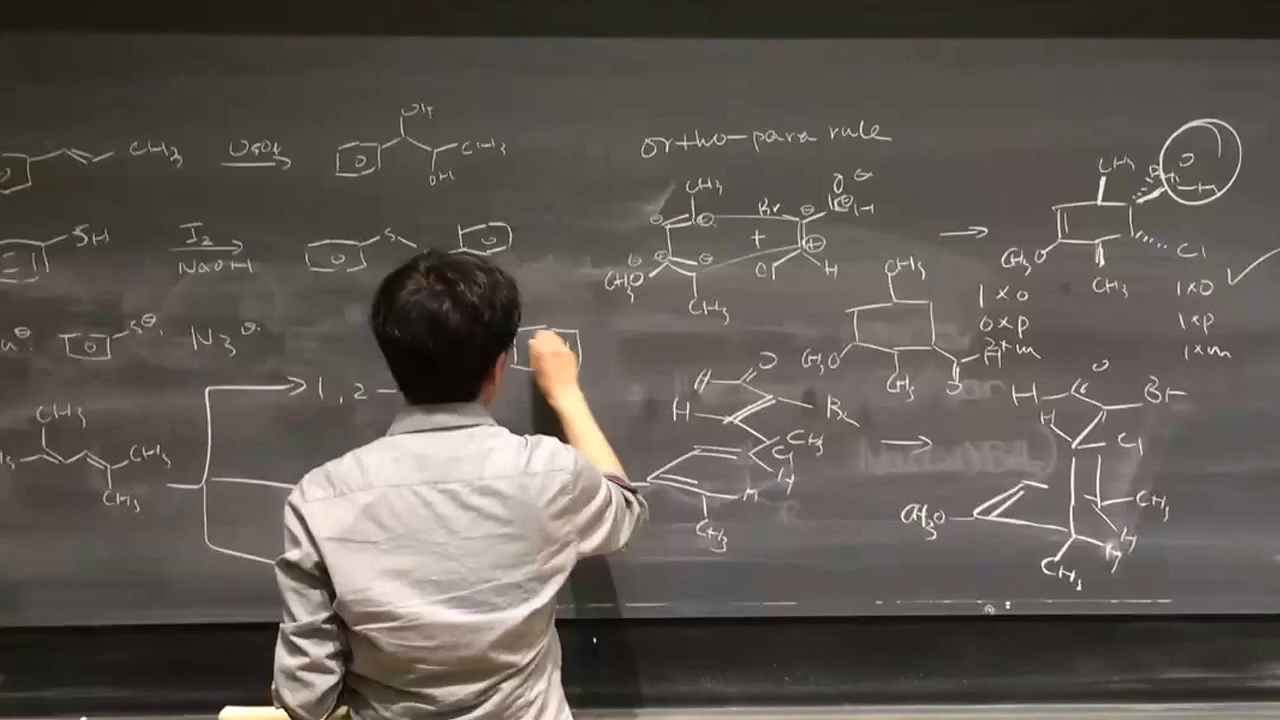 CH3
OsO4
OH
CH3
OH
SH
I2
NaOH
S
S
N3
CH3
CH3
CH3
1, 2 -
ortho-para rule
CH3
Br
H
+
Cl
H
CH3O
CH3
CH3
Cl
CH3O
CH3
CH3
CH3O
CH3
H
O
1 x o
0 x p
2 x m
1 x o
1 x p
1 x m
O
H
CH3
H
H
CH3
H
O
Br
H
Cl
CH3O
CH3
H
H
CH3